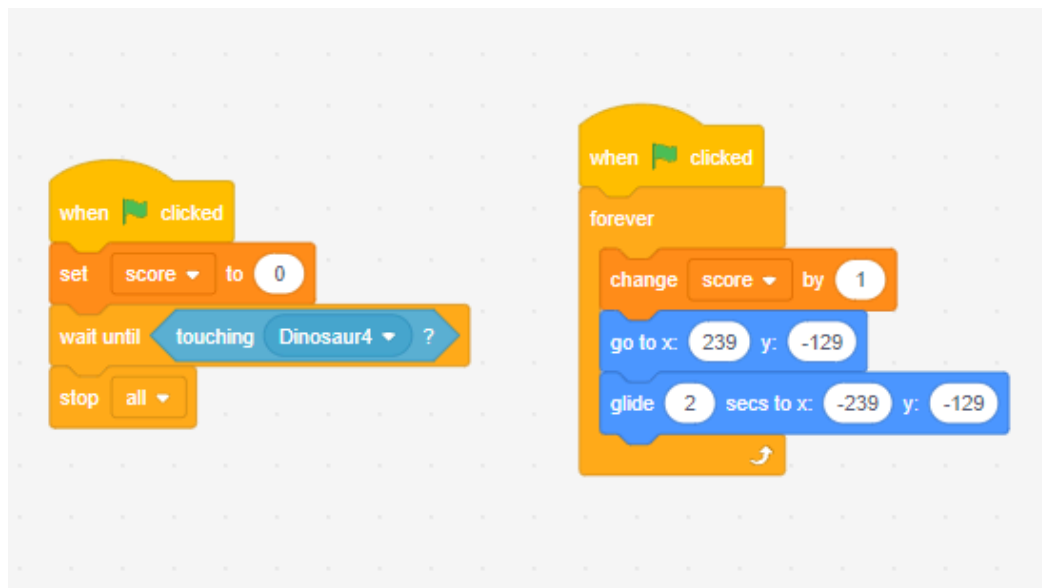 when clicked
set score to 0
wait until touching Dinosaur4 ?
stop all
when clicked
forever
change score by 1
go to x: 239 y: -129
glide 2 secs to x: -239 y: -129